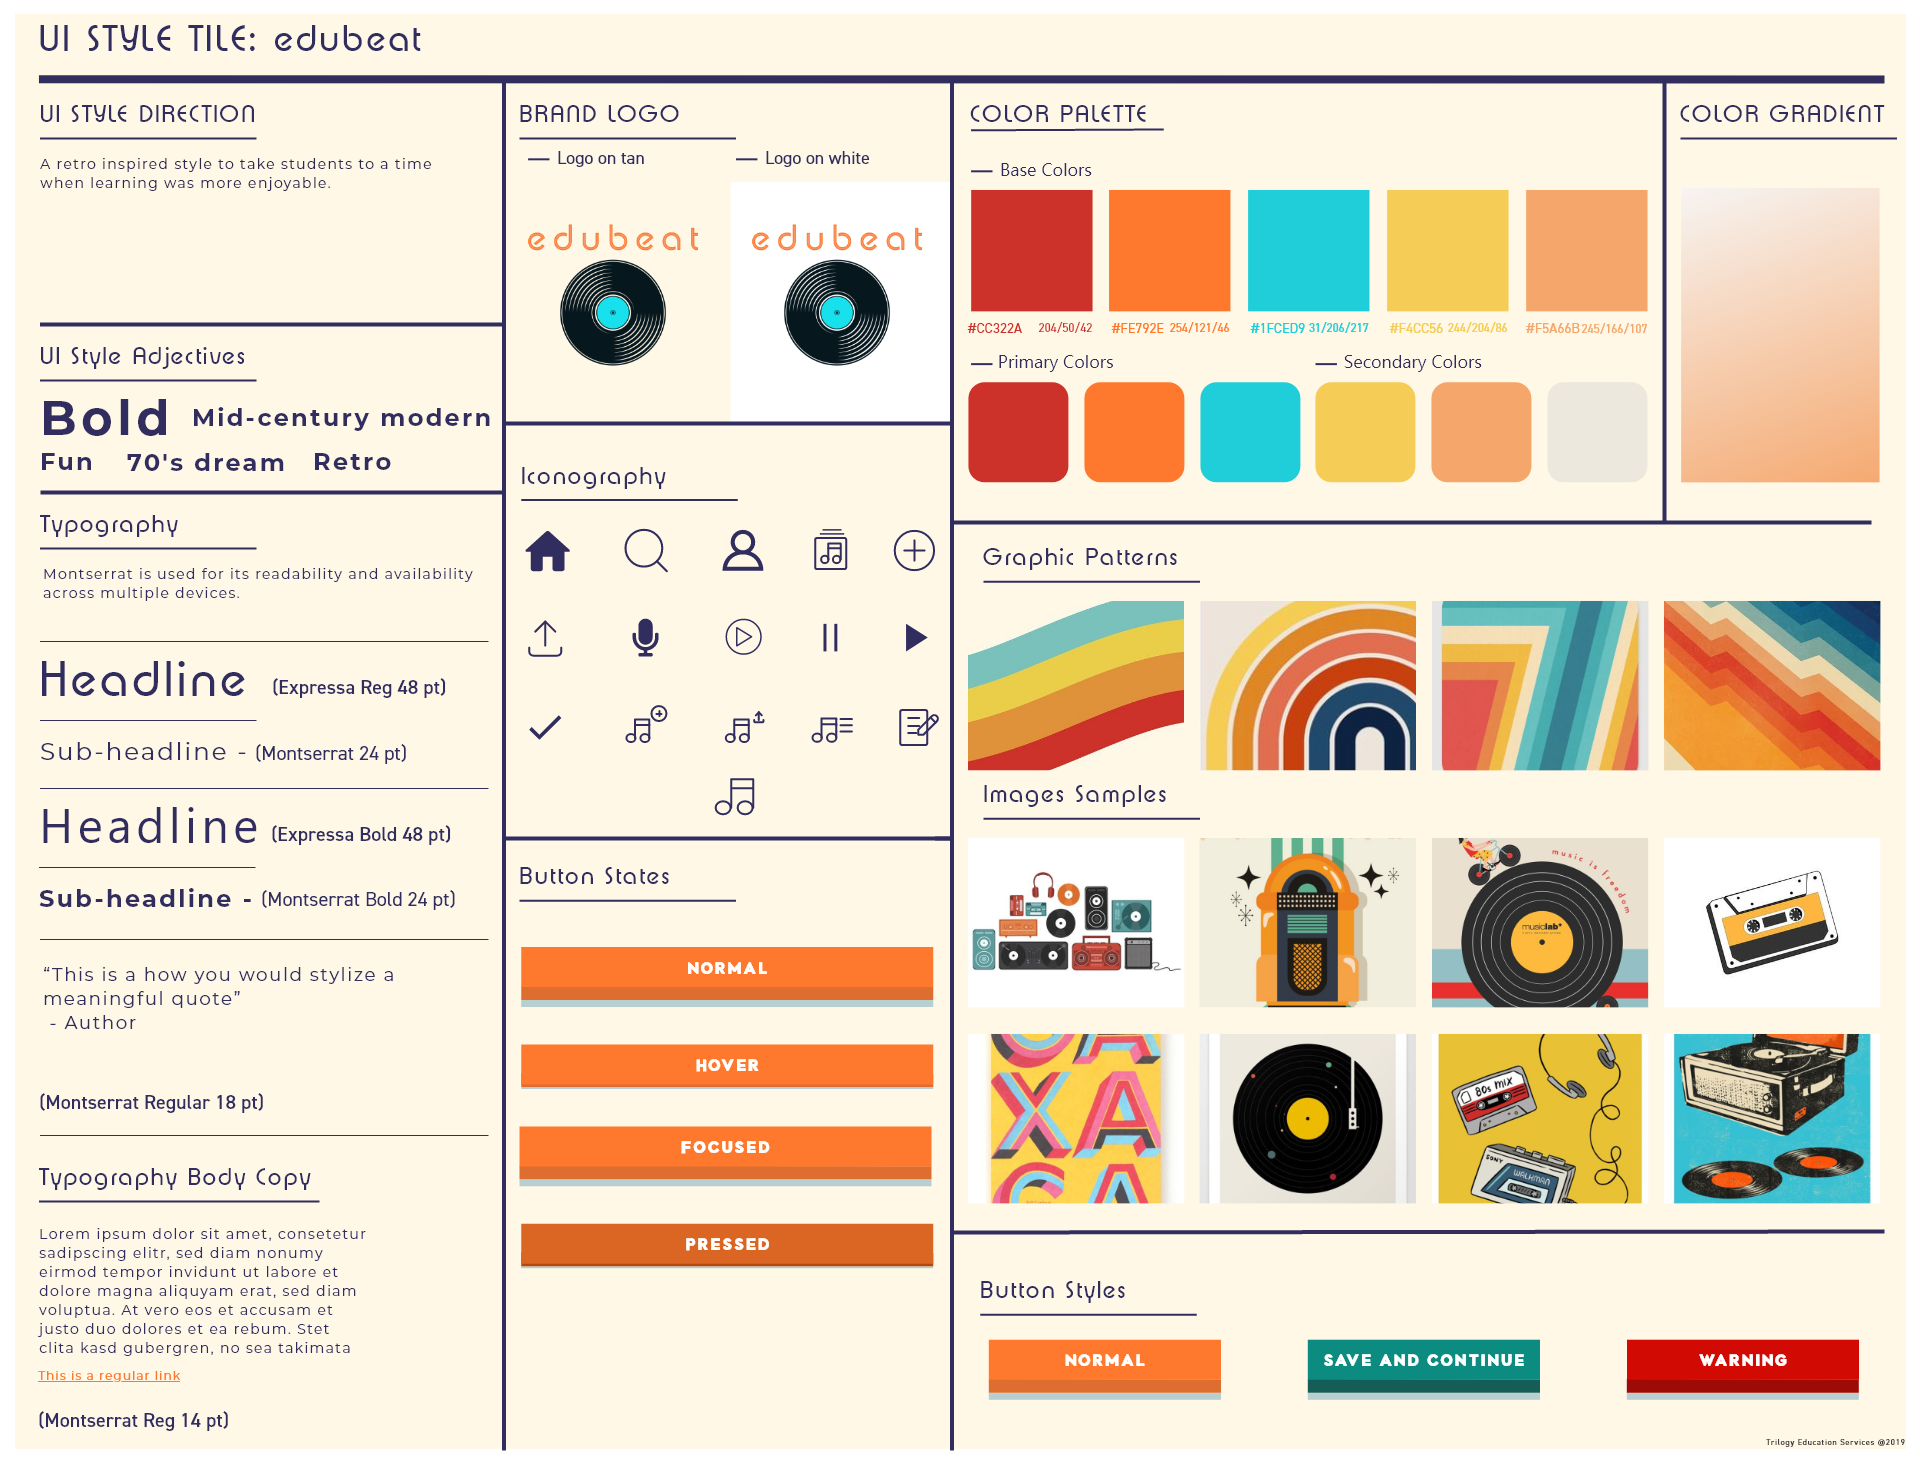 UI STYLE TILE: edubeat
UI STYLE DIRECTION
A retro inspired style to take students to a time
when learning was more enjoyable.
UI Style Adjectives
Bold Mid-century modern
Fun 70's dream Retro
Typography
Montserrat is used for its readability and availability
across multiple devices.
Headline (Expressa Reg 48 pt)
Sub-headline - (Montserrat 24 pt)
Headline (Expressa Bold 48 pt)
Sub-headline - (Montserrat Bold 24 pt)
“This is a how you would stylize a
meaningful quote”
- Author
(Montserrat Regular 18 pt)
Typography Body Copy
Lorem ipsum dolor sit amet, consetetur
sadipscing elitr, sed diam nonumy
eirmod tempor invidunt ut labore et
dolore magna aliquyam erat, sed diam
voluptua. At vero eos et accusam et
justo duo dolores et ea rebum. Stet
clita kasd gubergren, no sea takimata
This is a regular link
(Montserrat Reg 14 pt)
BRAND LOGO
Logo on tan
Logo on white
edubeat
edubeat
Iconography
Button States
NORMAL
HOVER
FOCUSED
PRESSED
COLOR PALETTE
Base Colors
#CC322A 204/50/42 #FE792E 254/121/46 #1FCED9 31/206/217 #F4CC56 244/204/86 #F5A66B 245/166/107
Primary Colors
Secondary Colors
COLOR GRADIENT
Graphic Patterns
Images Samples
music is freedom
musiclab
XA
80s MIX
SONY
WALKMAN
Button Styles
NORMAL
SAVE AND CONTINUE
WARNING
Trilogy Education Services @2019